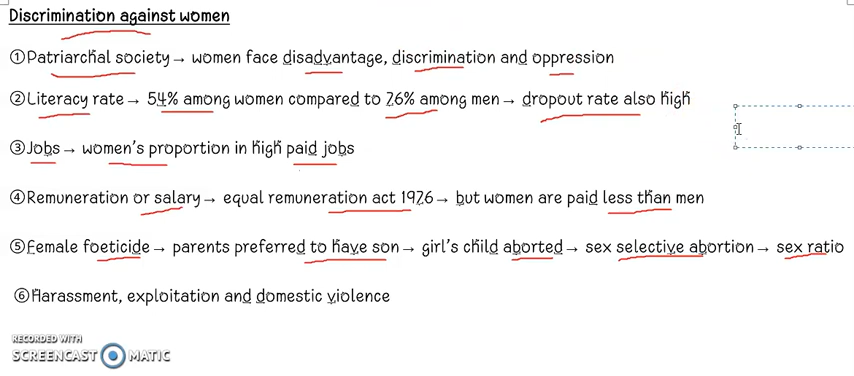 Discrimination against women
①Patriarchal society→ women face disadvantage, discrimination and oppression
②Literacy rate→ 54% among women compared to 76% among men→ dropout rate also high
③Jobs→ women's proportion in high paid jobs
④Remuneration or salary→ equal remuneration act 1976→ but women are paid less than men
⑤Female foeticide→ parents preferred to have son→ girl's child aborted→ sex selective abortion→ sex ratio
⑥Harassment, exploitation and domestic violence
RECORDED WITH
SCREENCAST MATIC